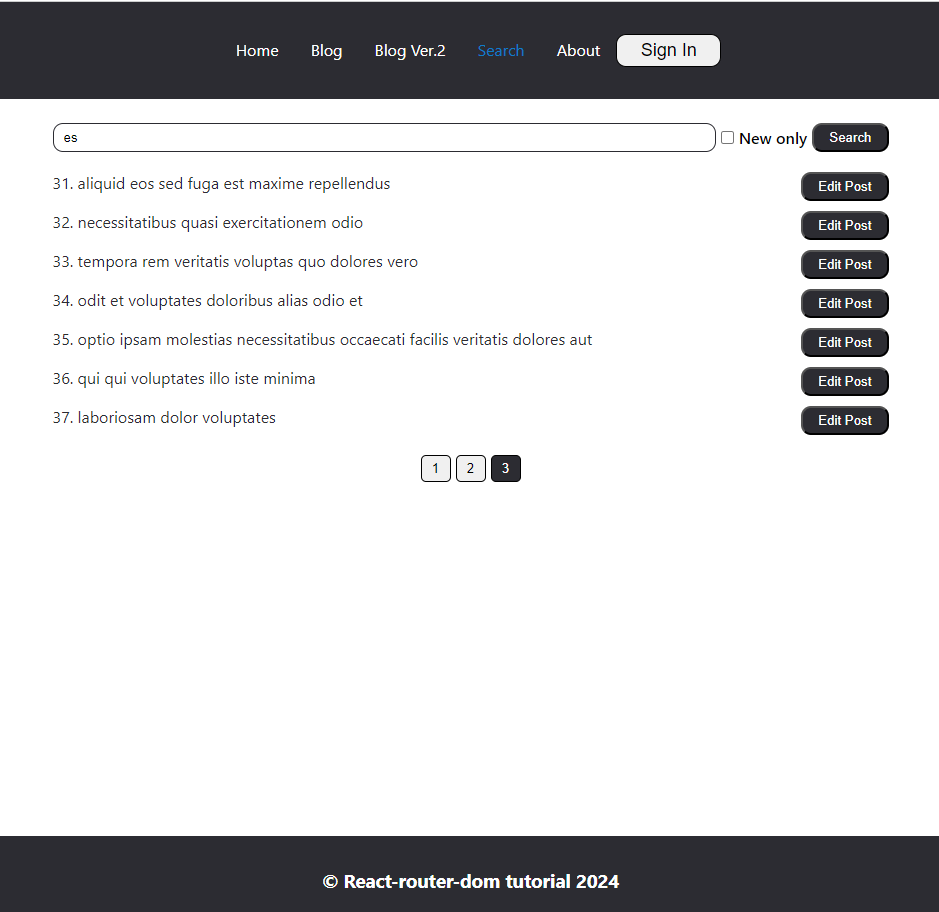 Home Blog Blog Ver.2 Search About Sign In
es New only Search
31. aliquid eos sed fuga est maxime repellendus Edit Post
32. necessitatibus quasi exercitationem odio Edit Post
33. tempora rem veritatis voluptas quo dolores vero Edit Post
34. odit et voluptates doloribus alias odio et Edit Post
35. optio ipsam molestias necessitatibus occaecati facilis veritatis dolores aut Edit Post
36. qui qui voluptates illo iste minima Edit Post
37. laboriosam dolor voluptates Edit Post
1 2 3
© React-router-dom tutorial 2024